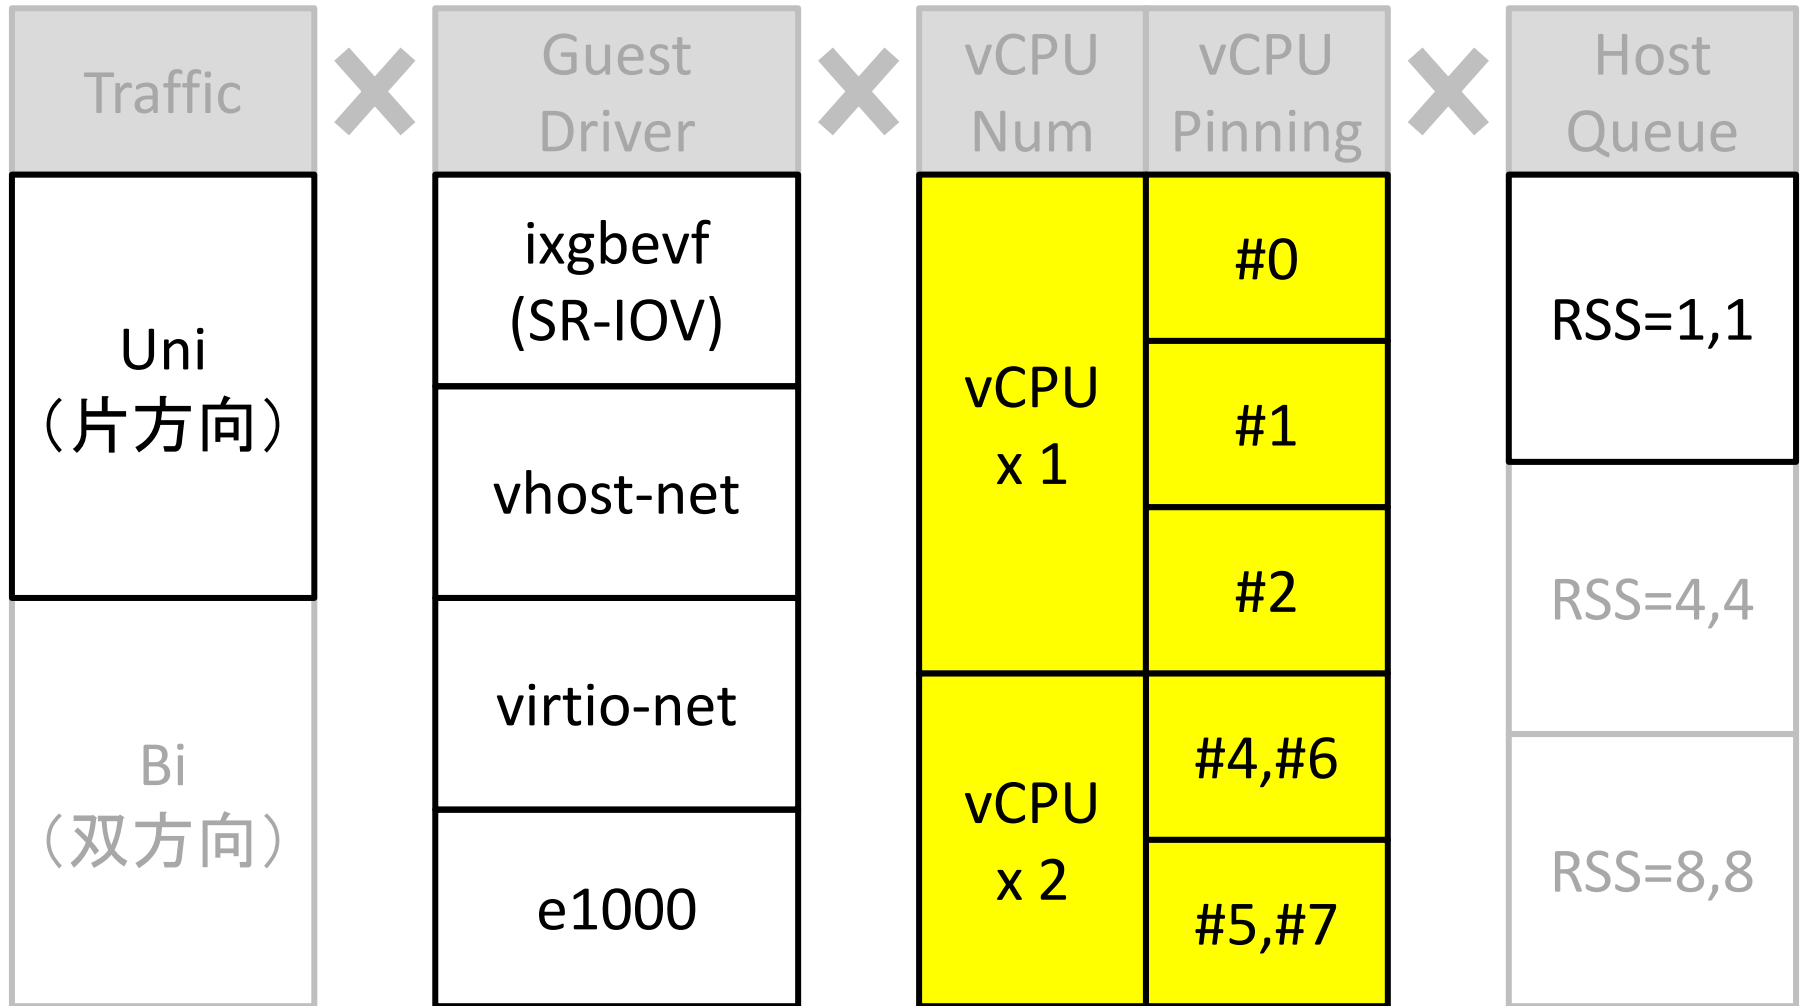 Traffic
Guest
Driver
vCPU
Num
vCPU
Pinning
Host
Queue
Uni
（片方向）
Bi
（双方向）
ixgbevf
(SR-IOV)
vhost-net
virtio-net
e1000
vCPU
x 1
#0
#1
#2
vCPU
x 2
#4,#6
#5,#7
RSS=1,1
RSS=4,4
RSS=8,8